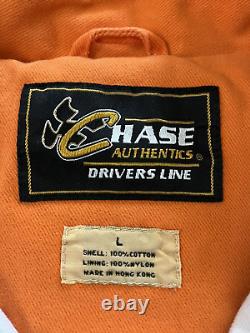 CHASE
AUTHENTICS®
DRIVERS LINE
L
SHELL: 100%COTTON
LINING: 100%NYLON
MADE IN HONG KONG